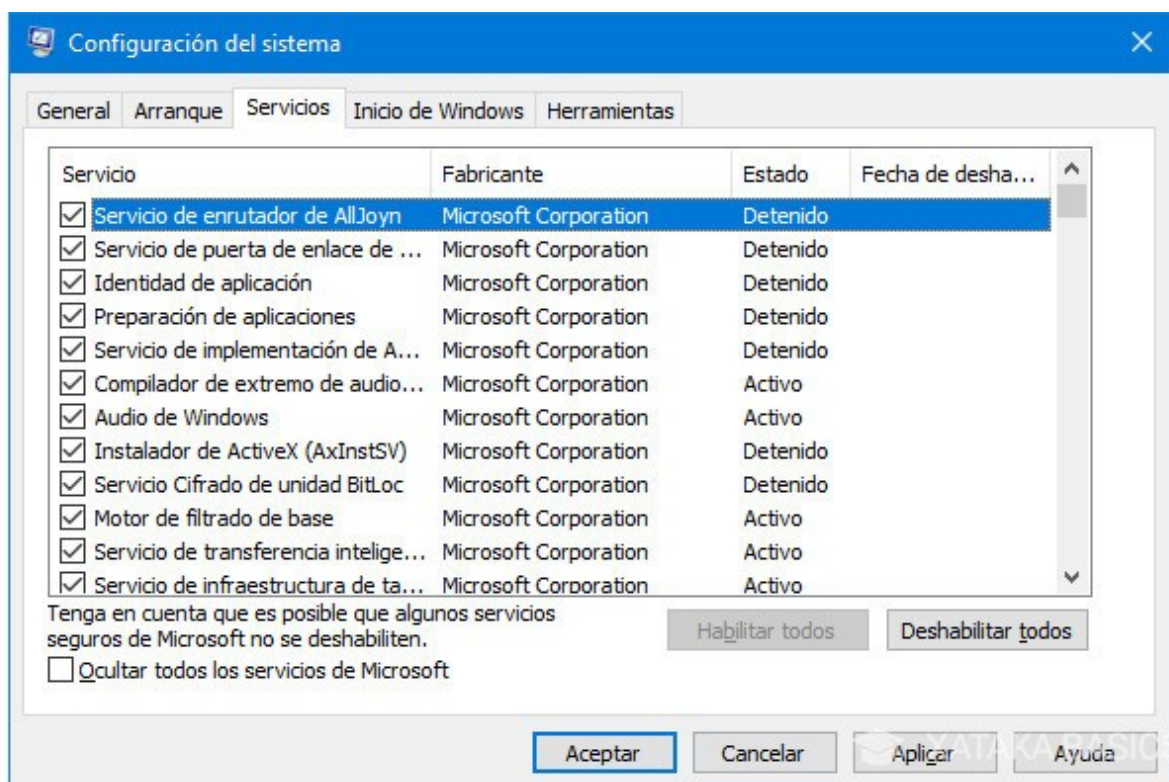 Configuración del sistema
General Arranque Servicios Inicio de Windows Herramientas
Servicio Fabricante Estado Fecha de desha...
Servicio de enrutador de AllJoyn Microsoft Corporation Detenido
Servicio de puerta de enlace de ... Microsoft Corporation Detenido
Identidad de aplicación Microsoft Corporation Detenido
Preparación de aplicaciones Microsoft Corporation Detenido
Servicio de implementación de A... Microsoft Corporation Detenido
Compilador de extremo de audio... Microsoft Corporation Activo
Audio de Windows Microsoft Corporation Activo
Instalador de ActiveX (AxInstSV) Microsoft Corporation Detenido
Servicio Cifrado de unidad BitLoc Microsoft Corporation Detenido
Motor de filtrado de base Microsoft Corporation Activo
Servicio de transferencia intelige... Microsoft Corporation Activo
Servicio de infraestructura de ta... Microsoft Corporation Activo
Tenga en cuenta que es posible que algunos servicios
seguros de Microsoft no se deshabiliten.
Habilitar todos Deshabilitar todos
Ocultar todos los servicios de Microsoft
Aceptar Cancelar Aplicar Ayuda
XATAKA BASICS